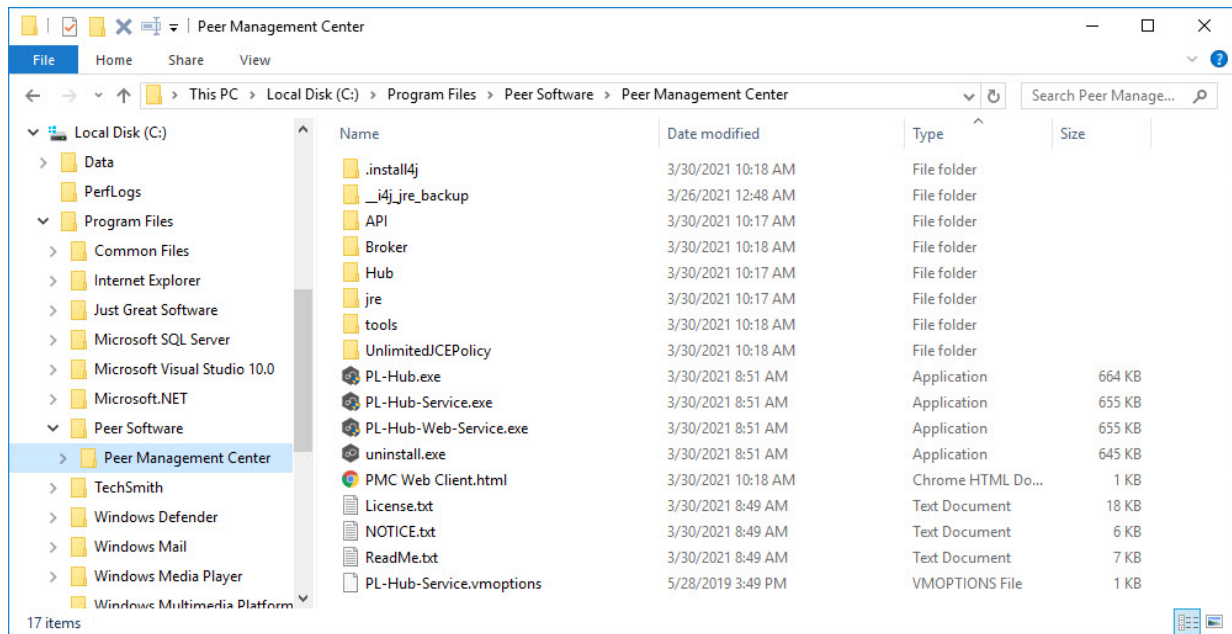 Peer Management Center
File Home Share View
This PC > Local Disk (C:) > Program Files > Peer Software > Peer Management Center Search Peer Manage...
Local Disk (C:)
Data
PerfLogs
Program Files
Common Files
Internet Explorer
Just Great Software
Microsoft SQL Server
Microsoft Visual Studio 10.0
Microsoft.NET
Peer Software
Peer Management Center
TechSmith
Windows Defender
Windows Mail
Windows Media Player
Windows Multimedia Platform
Name Date modified Type Size
.install4j 3/30/2021 10:18 AM File folder
__i4j_jre_backup 3/26/2021 12:48 AM File folder
API 3/30/2021 10:17 AM File folder
Broker 3/30/2021 10:18 AM File folder
Hub 3/30/2021 10:17 AM File folder
jre 3/30/2021 10:17 AM File folder
tools 3/30/2021 10:18 AM File folder
UnlimitedJCEPolicy 3/30/2021 10:18 AM File folder
PL-Hub.exe 3/30/2021 8:51 AM Application 664 KB
PL-Hub-Service.exe 3/30/2021 8:51 AM Application 655 KB
PL-Hub-Web-Service.exe 3/30/2021 8:51 AM Application 655 KB
uninstall.exe 3/30/2021 8:51 AM Application 645 KB
PMC Web Client.html 3/30/2021 10:18 AM Chrome HTML Do... 1 KB
License.txt 3/30/2021 8:49 AM Text Document 18 KB
NOTICE.txt 3/30/2021 8:49 AM Text Document 6 KB
ReadMe.txt 3/30/2021 8:49 AM Text Document 7 KB
PL-Hub-Service.vmoptions 5/28/2019 3:49 PM VMOPTIONS File 1 KB
17 items